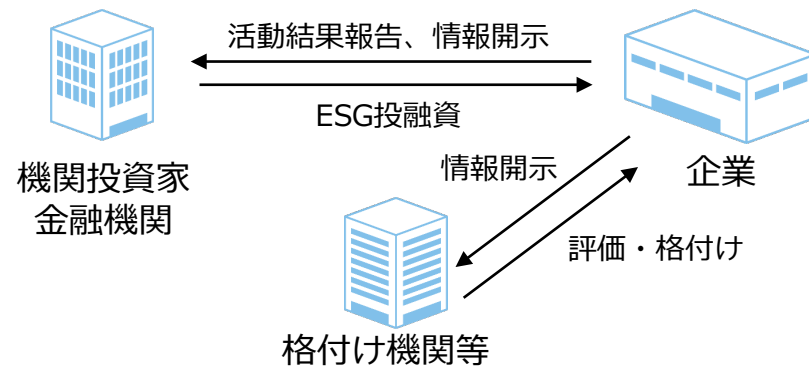 活動結果報告、情報開示
ESG投融資
機関投資家
金融機関
企業
情報開示
評価・格付け
格付け機関等